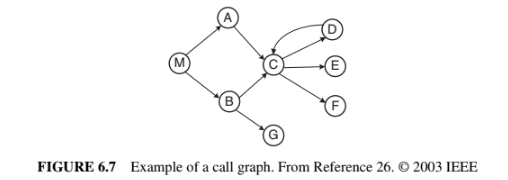 A
D
M
C
E
B
F
G
FIGURE 6.7 Example of a call graph. From Reference 26. © 2003 IEEE